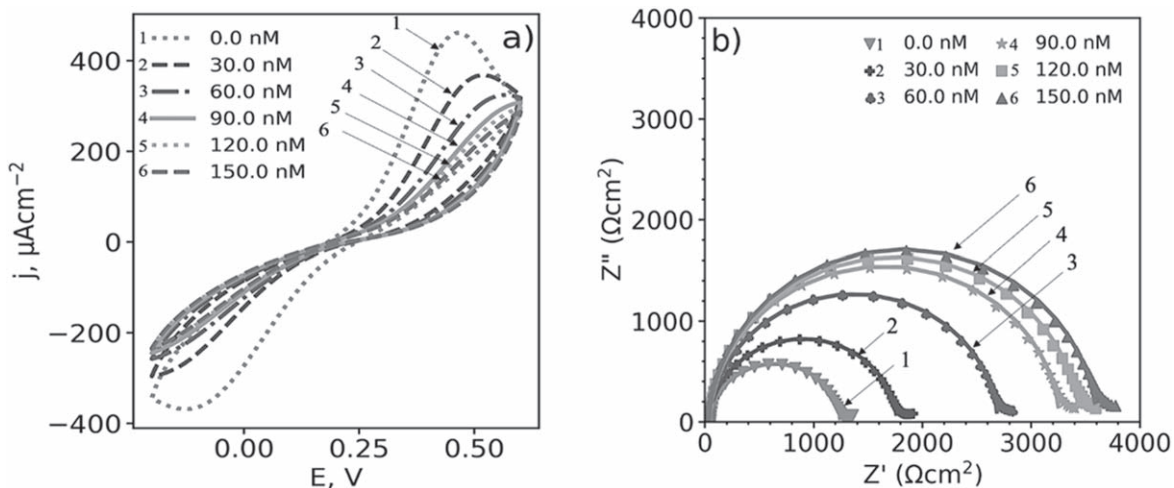 a)
1 0.0 nM
2 30.0 nM
3 60.0 nM
4 90.0 nM
5 120.0 nM
6 150.0 nM
1
2
3
4
5
6
400
200
0
−200
−400
j, µAcm⁻²
0.00 0.25 0.50
E, V
b)
1 0.0 nM 4 90.0 nM
2 30.0 nM 5 120.0 nM
3 60.0 nM 6 150.0 nM
6
5
4
3
2
1
4000
3000
2000
1000
0
Z" (Ωcm²)
0 1000 2000 3000 4000
Z' (Ωcm²)